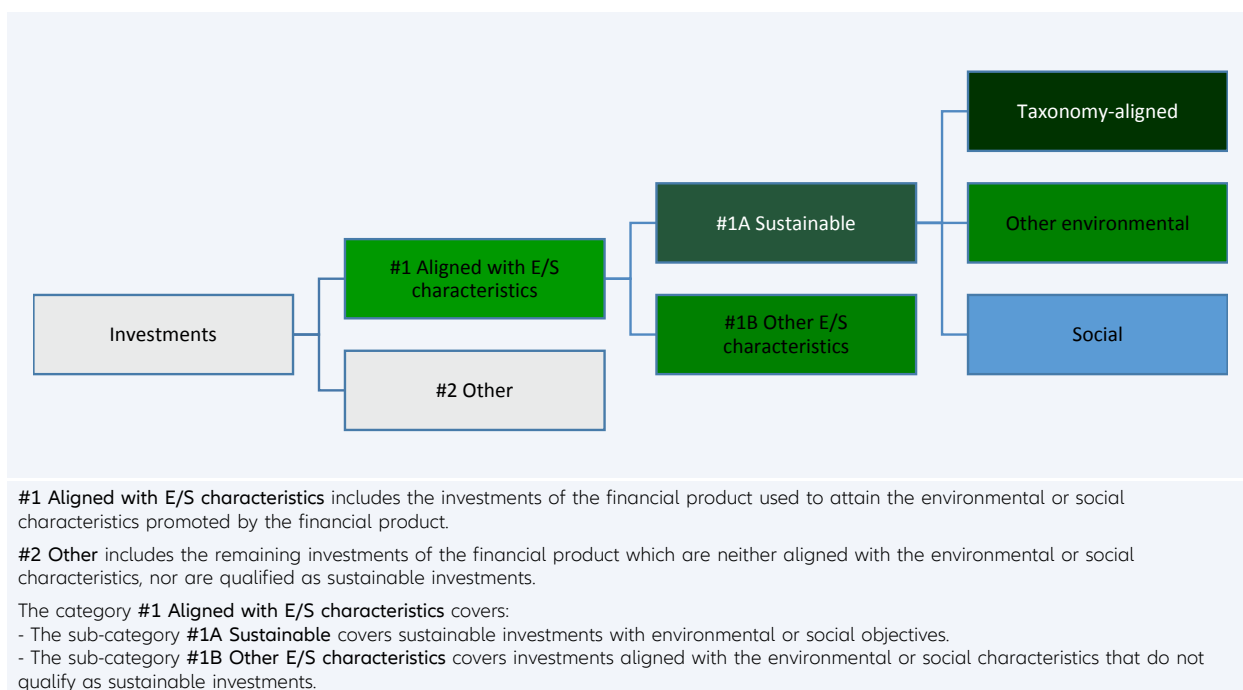 Taxonomy-aligned
#1A Sustainable
Other environmental
#1 Aligned with E/S
characteristics
Investments
#1B Other E/S
characteristics
Social
#2 Other
#1 Aligned with E/S characteristics includes the investments of the financial product used to attain the environmental or social
characteristics promoted by the financial product.
#2 Other includes the remaining investments of the financial product which are neither aligned with the environmental or social
characteristics, nor are qualified as sustainable investments.
The category #1 Aligned with E/S characteristics covers:
- The sub-category #1A Sustainable covers sustainable investments with environmental or social objectives.
- The sub-category #1B Other E/S characteristics covers investments aligned with the environmental or social characteristics that do not
qualify as sustainable investments.